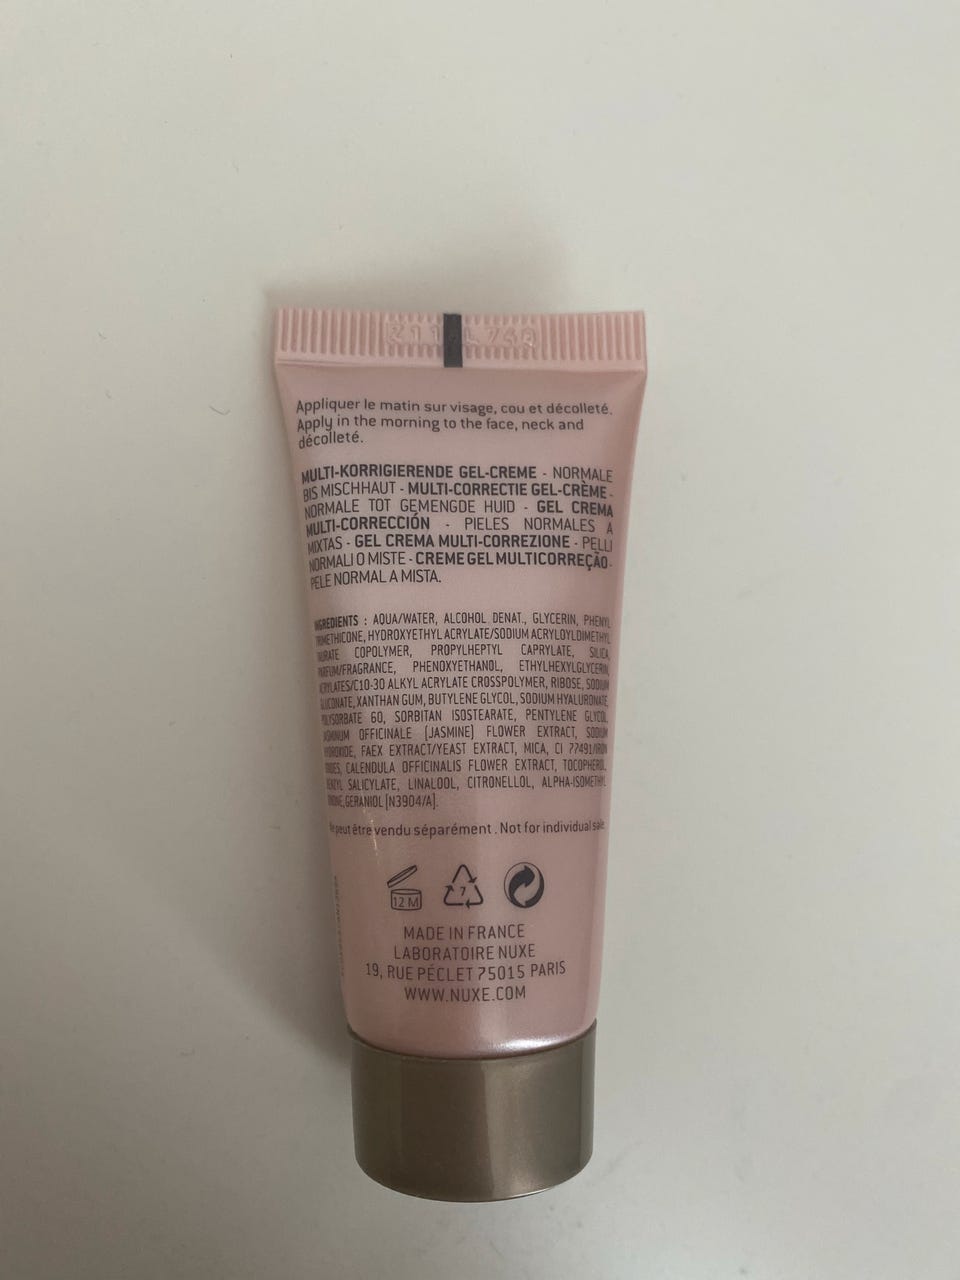 Appliquer le matin sur visage, cou et décolleté.
Apply in the morning to the face, neck and
décolleté.
MULTI-KORRIGIERENDE GEL-CREME - NORMALE
BIS MISCHHAUT - MULTI-CORRECTIE GEL-CRÈME -
NORMALE TOT GEMENGDE HUID - GEL CREMA
MULTI-CORRECCIÓN - PIELES NORMALES A
MIXTAS - GEL CREMA MULTI-CORREZIONE - PELLI
NORMALI O MISTE - CREME GEL MULTICORREÇÃO -
PELE NORMAL A MISTA.
INGREDIENTS : AQUA/WATER, ALCOHOL DENAT., GLYCERIN, PHENYL
TRIMETHICONE, HYDROXYETHYL ACRYLATE/SODIUM ACRYLOYLDIMETHYL
TAURATE COPOLYMER, PROPYLHEPTYL CAPRYLATE, SILICA,
PARFUM/FRAGRANCE, PHENOXYETHANOL, ETHYLHEXYLGLYCERIN,
ACRYLATES/C10-30 ALKYL ACRYLATE CROSSPOLYMER, RIBOSE, SODIUM
GLUCONATE, XANTHAN GUM, BUTYLENE GLYCOL, SODIUM HYALURONATE,
POLYSORBATE 60, SORBITAN ISOSTEARATE, PENTYLENE GLYCOL,
JASMINUM OFFICINALE (JASMINE) FLOWER EXTRACT, SODIUM
HYDROXIDE, FAEX EXTRACT/YEAST EXTRACT, MICA, CI 77491/IRON
OXIDES, CALENDULA OFFICINALIS FLOWER EXTRACT, TOCOPHEROL,
BENZYL SALICYLATE, LINALOOL, CITRONELLOL, ALPHA-ISOMETHYL
IONONE, GERANIOL [N3904/A].
Ne peut être vendu séparément . Not for individual sale.
12 M
7
MADE IN FRANCE
LABORATOIRE NUXE
19, RUE PÉCLET 75015 PARIS
WWW.NUXE.COM